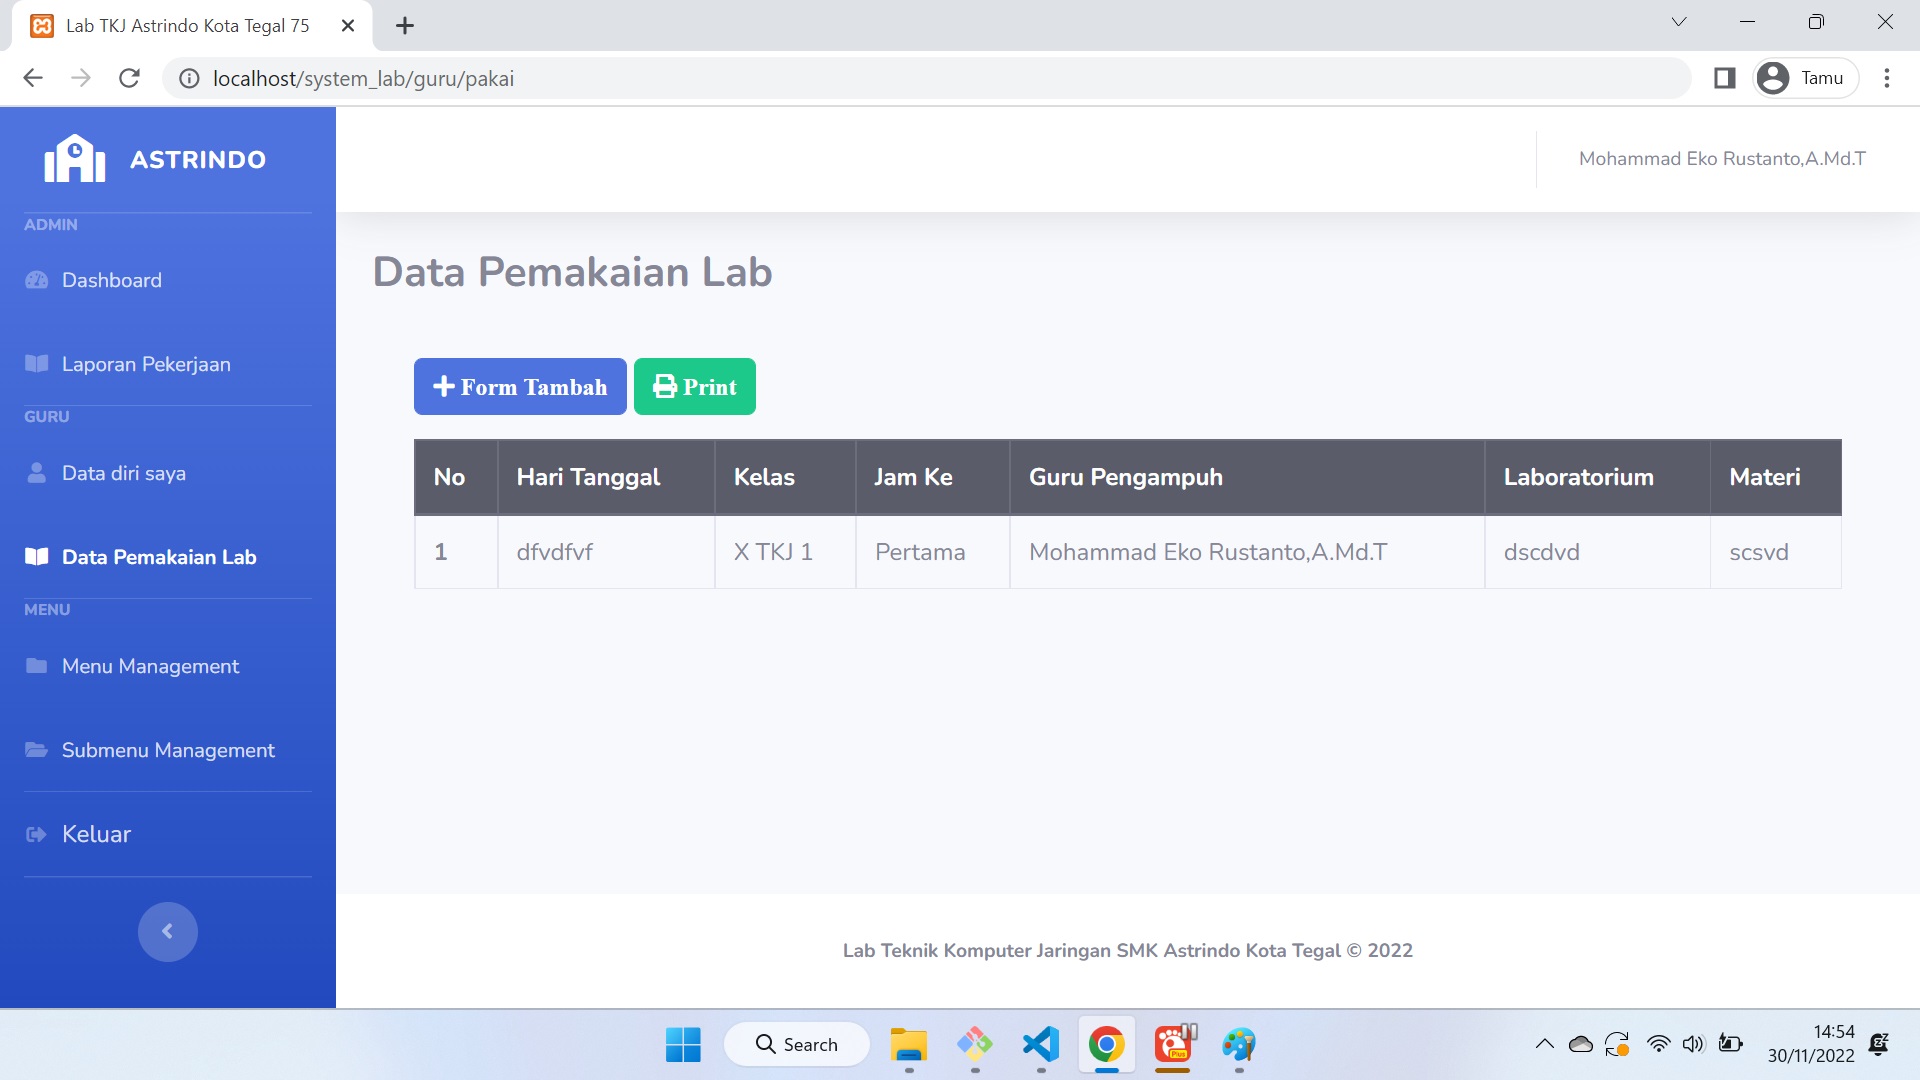 Lab TKJ Astrindo Kota Tegal 75
localhost/system_lab/guru/pakai
Tamu
ASTRINDO
Mohammad Eko Rustanto,A.Md.T
ADMIN
Dashboard
Laporan Pekerjaan
GURU
Data diri saya
Data Pemakaian Lab
MENU
Menu Management
Submenu Management
Keluar
Data Pemakaian Lab
Form Tambah Print
No Hari Tanggal Kelas Jam Ke Guru Pengampuh Laboratorium Materi
1 dfvdfvf X TKJ 1 Pertama Mohammad Eko Rustanto,A.Md.T dscdvd scsvd
Lab Teknik Komputer Jaringan SMK Astrindo Kota Tegal © 2022
Search
Plus
14:54
30/11/2022